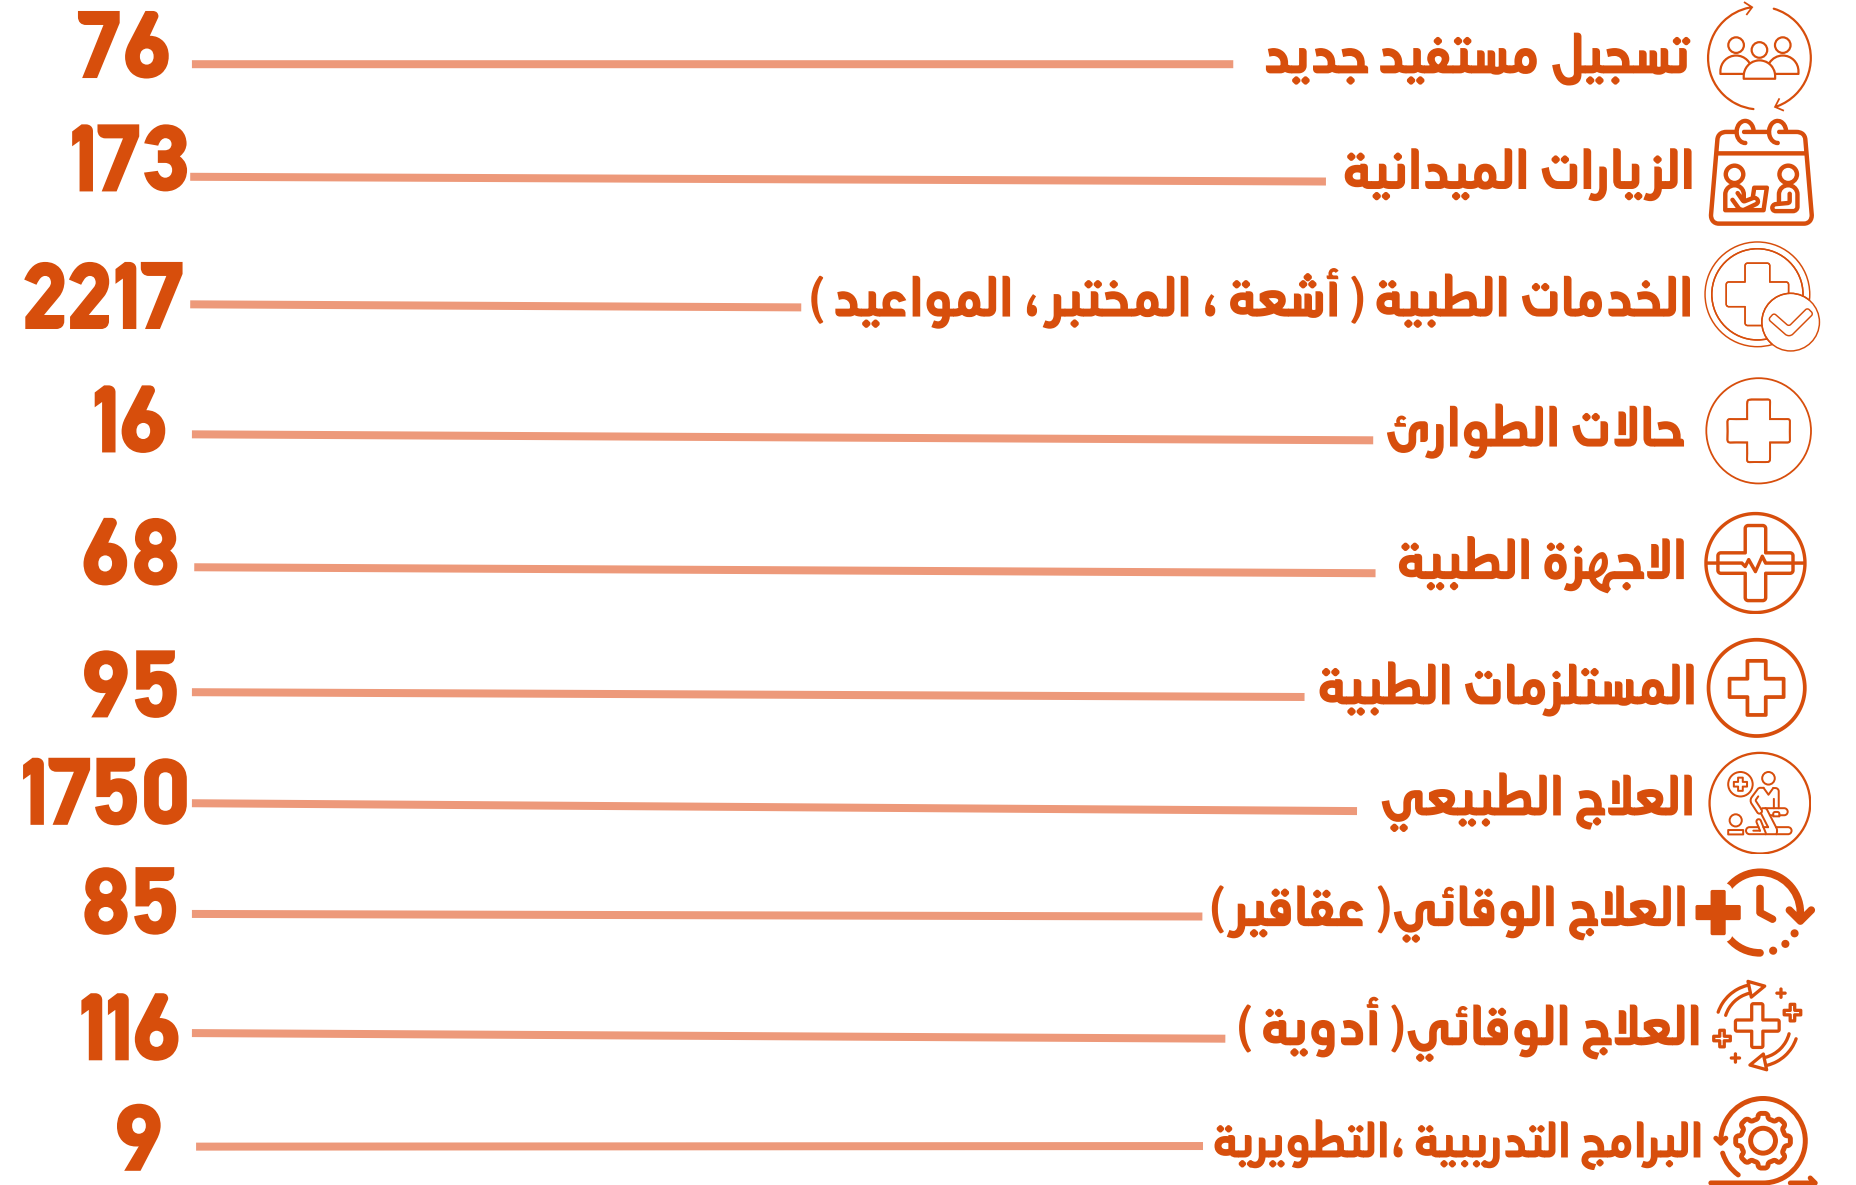 تسجيل مستفيد جديد 76
الزيارات الميدانية 173
الخدمات الطبية ( أشعة ، المختبر ، المواعيد ) 2217
حالات الطوارئ 16
الاجهزة الطبية 68
المستلزمات الطبية 95
العلاج الطبيعي 1750
العلاج الوقائي( عقاقير) 85
العلاج الوقائي( أدوية ) 116
البرامج التدريبية ،التطويرية 9